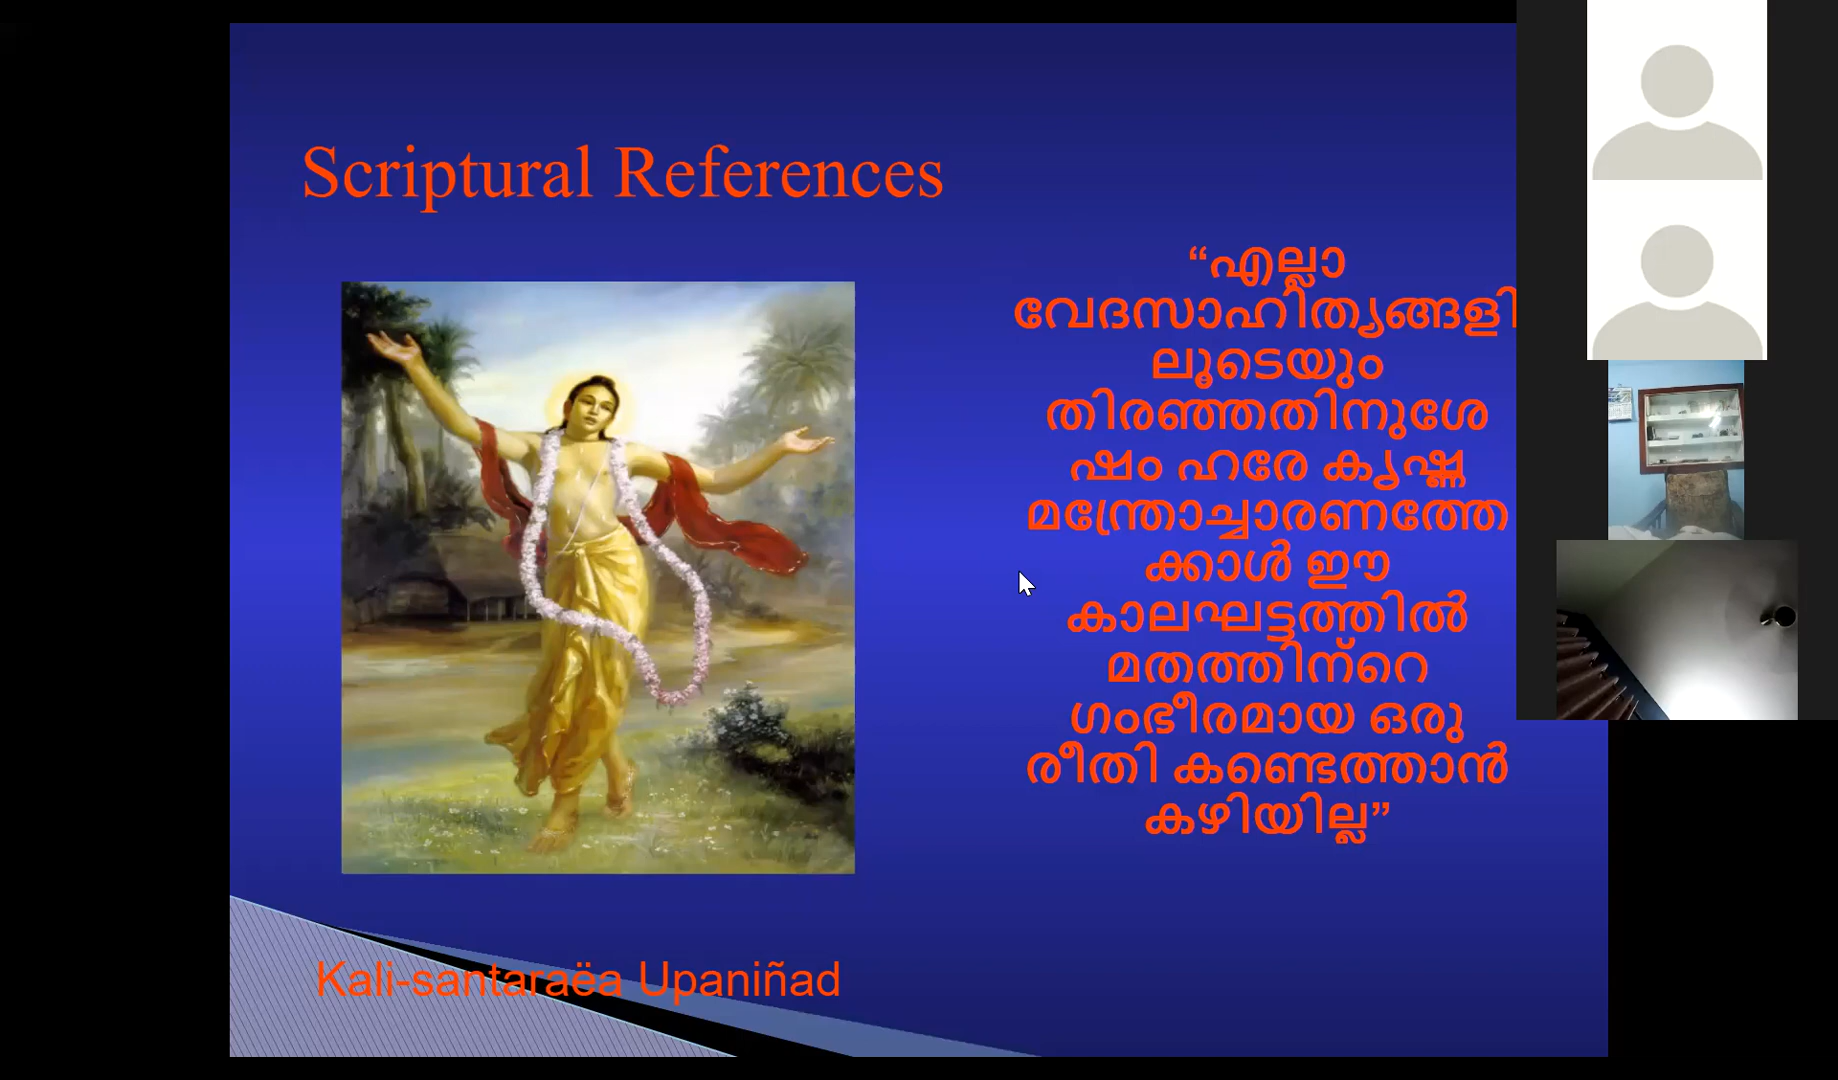 Scriptural References
“എല്ലാ
വേദസാഹിത്യങ്ങളി
ലൂടെയും
തിരഞ്ഞതിനുശേ
ഷം ഹരേ കൃഷ്ണ
മന്ത്രോച്ചാരണത്തേ
ക്കാൾ ഈ
കാലഘട്ടത്തിൽ
മതത്തിന്റെ
ഗംഭീരമായ ഒരു
രീതി കണ്ടെത്താൻ
കഴിയില്ല”
Kali-santaraëa Upaniñad